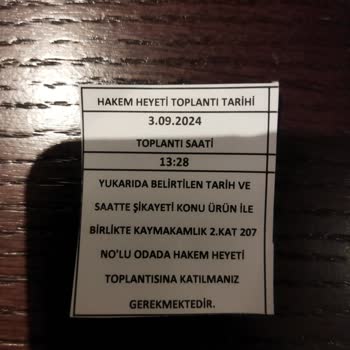 HAKEM HEYETİ TOPLANTI TARİHİ
3.09.2024
TOPLANTI SAATİ
13:28
YUKARIDA BELİRTİLEN TARİH VE
SAATTE ŞİKAYETİ KONU ÜRÜN İLE
BİRLİKTE KAYMAKAMLIK 2.KAT 207
NO'LU ODADA HAKEM HEYETİ
TOPLANTISINA KATILMANIZ
GEREKMEKTEDİR.